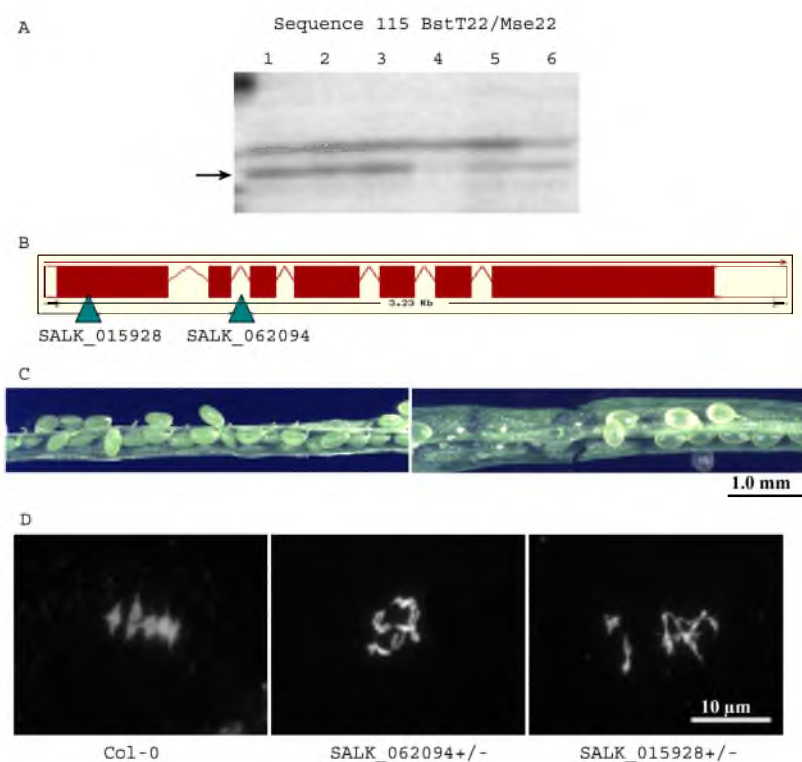 A
Sequence 115 BstT22/Mse22
1 2 3 4 5 6
B
3.23 Kb
SALK_015928 SALK_062094
C
1.0 mm
D
10 µm
Col-0 SALK_062094+/- SALK_015928+/-